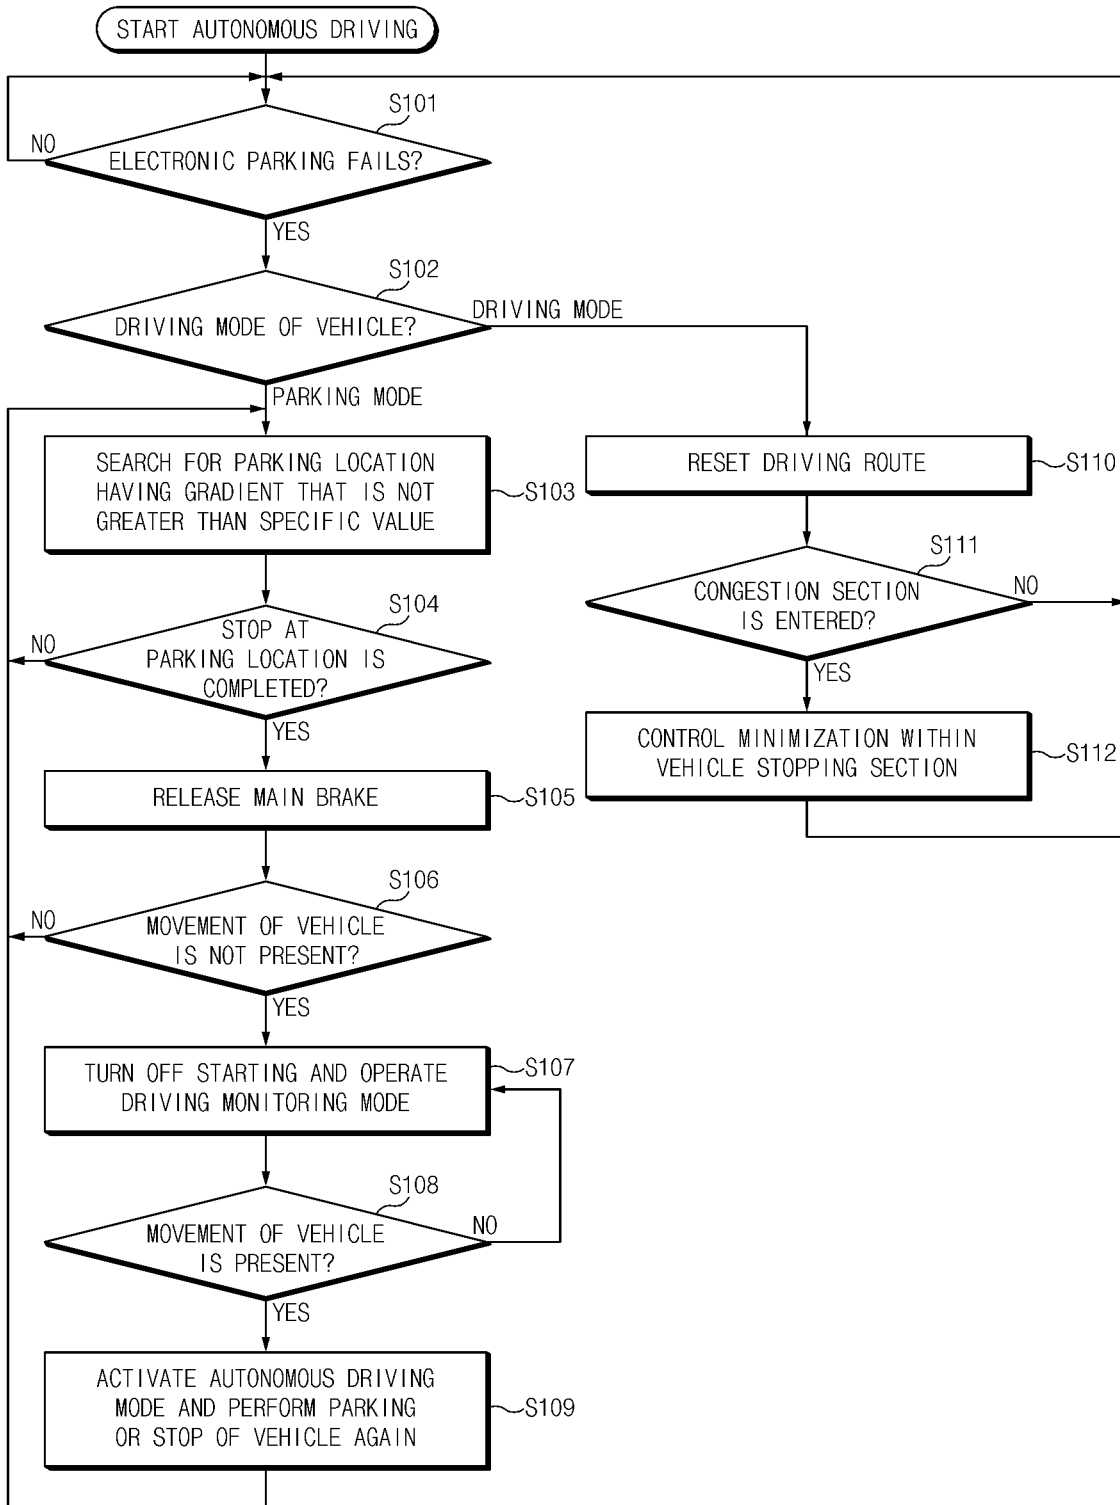 START AUTONOMOUS DRIVING
S101
NO
ELECTRONIC PARKING FAILS?
YES
S102
DRIVING MODE OF VEHICLE?
DRIVING MODE
PARKING MODE
SEARCH FOR PARKING LOCATION
HAVING GRADIENT THAT IS NOT
GREATER THAN SPECIFIC VALUE
S103
RESET DRIVING ROUTE
S110
S111
CONGESTION SECTION
IS ENTERED?
NO
YES
S104
NO
STOP AT
PARKING LOCATION IS
COMPLETED?
YES
CONTROL MINIMIZATION WITHIN
VEHICLE STOPPING SECTION
S112
RELEASE MAIN BRAKE
S105
S106
NO
MOVEMENT OF VEHICLE
IS NOT PRESENT?
YES
TURN OFF STARTING AND OPERATE
DRIVING MONITORING MODE
S107
S108
MOVEMENT OF VEHICLE
IS PRESENT?
NO
YES
ACTIVATE AUTONOMOUS DRIVING
MODE AND PERFORM PARKING
OR STOP OF VEHICLE AGAIN
S109